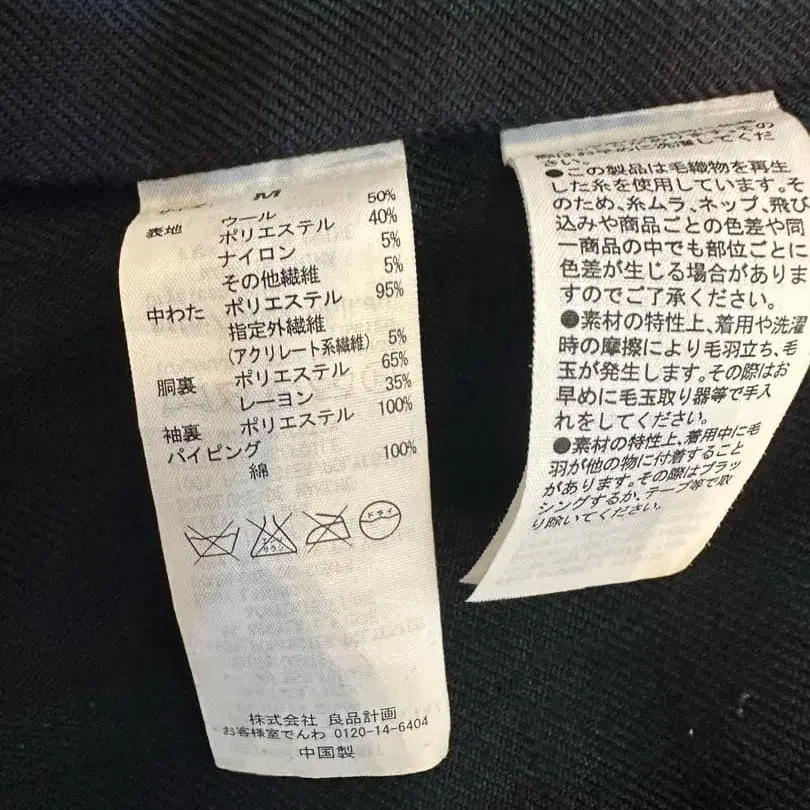 M
表地 ウール 50%
ポリエステル 40%
ナイロン 5%
その他繊維 5%
中わた ポリエステル 95%
指定外繊維
(アクリレート系繊維) 5%
胴裏 ポリエステル 65%
レーヨン 35%
袖裏 ポリエステル 100%
パイピング
綿 100%
エンソ
サラシ
ドライ
株式会社 良品計画
お客様室でんわ 0120-14-6404
中国製
さい。
●この製品は毛織物を再生
した糸を使用しています。そ
のため、糸ムラ、ネップ、飛び
込みや商品ごとの色差や同
一商品の中でも部位ごとに
色差が生じる場合がありま
すのでご了承ください。
●素材の特性上、着用や洗濯
時の摩擦により毛羽立ち、毛
玉が発生します。その際はお
早めに毛玉取り器等で手入
れをしてください。
●素材の特性上、着用中に毛
羽が他の物に付着すること
があります。その際はブラッ
シングするか、テープ等で取
り除いてください。